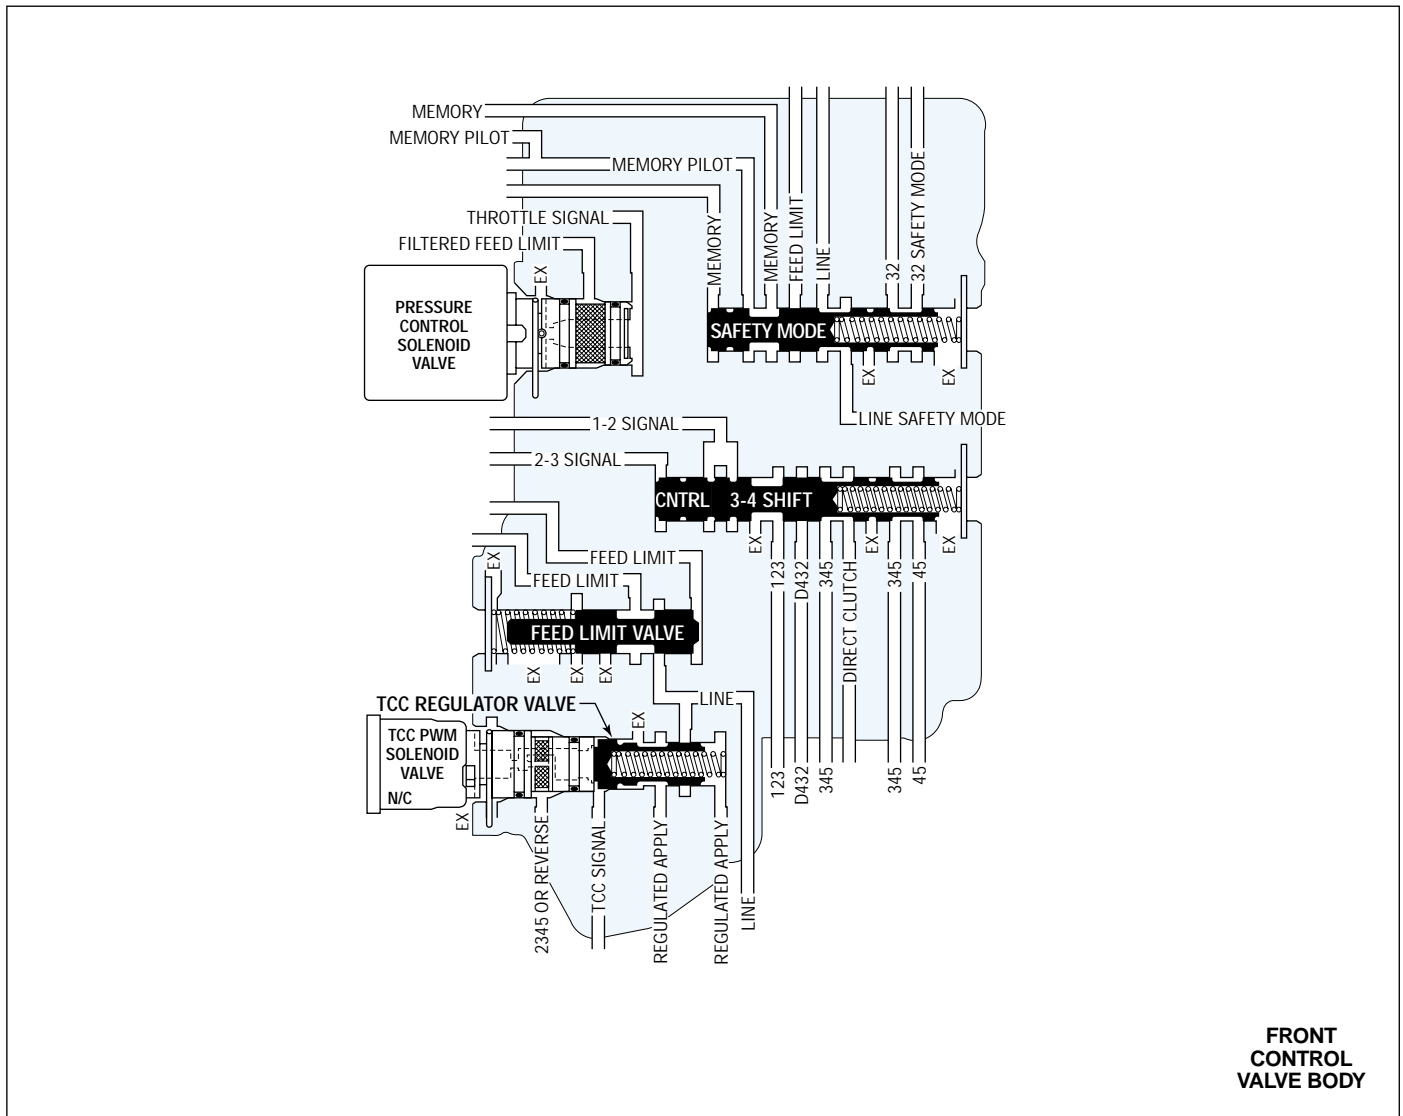 MEMORY
MEMORY PILOT
MEMORY PILOT
THROTTLE SIGNAL
FILTERED FEED LIMIT
EX
MEMORY
MEMORY
FEED LIMIT
LINE
32
32 SAFETY MODE
PRESSURE
CONTROL
SOLENOID
VALVE
SAFETY MODE
EX
EX
LINE SAFETY MODE
1-2 SIGNAL
2-3 SIGNAL
CNTRL
3-4 SHIFT
EX
123
D432
345
DIRECT CLUTCH
EX
345
45
EX
FEED LIMIT
EX
FEED LIMIT
FEED LIMIT VALVE
EX
EX
EX
LINE
TCC REGULATOR VALVE
EX
TCC PWM
SOLENOID
VALVE
N/C
EX
123
D432
345
345
45
2345 OR REVERSE
TCC SIGNAL
REGULATED APPLY
REGULATED APPLY
LINE
FRONT
CONTROL
VALVE BODY